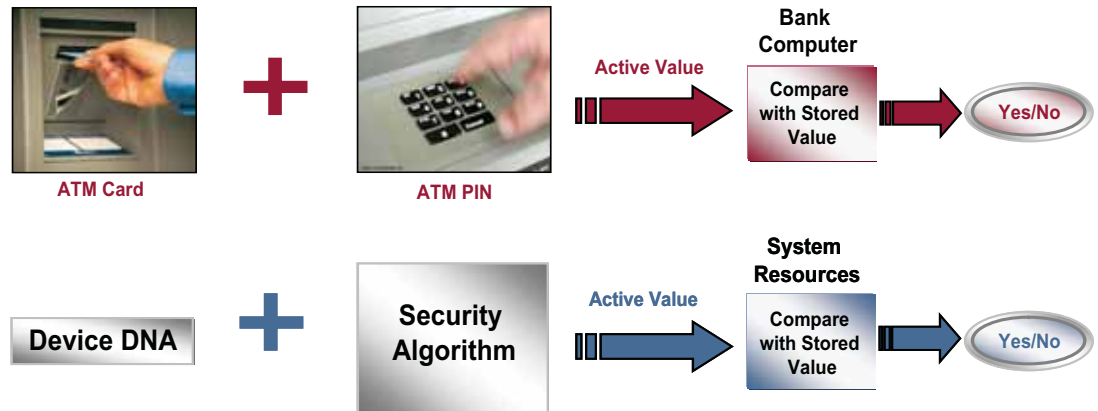 Bank
Computer
Active Value
Compare
with Stored
Value
Yes/No
ATM Card
ATM PIN
System
Resources
Active Value
Device DNA
Security
Algorithm
Compare
with Stored
Value
Yes/No